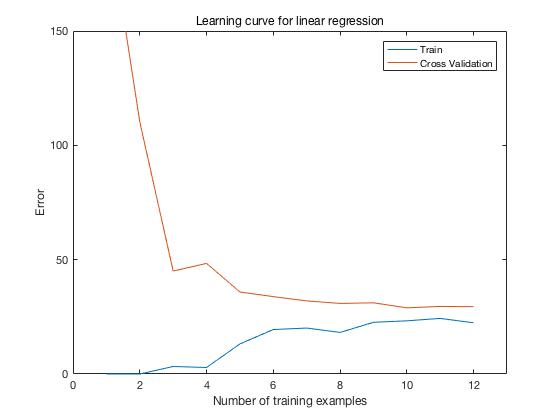 Learning curve for linear regression
150
Train
Cross Validation
100
Error
50
0
0 2 4 6 8 10 12
Number of training examples